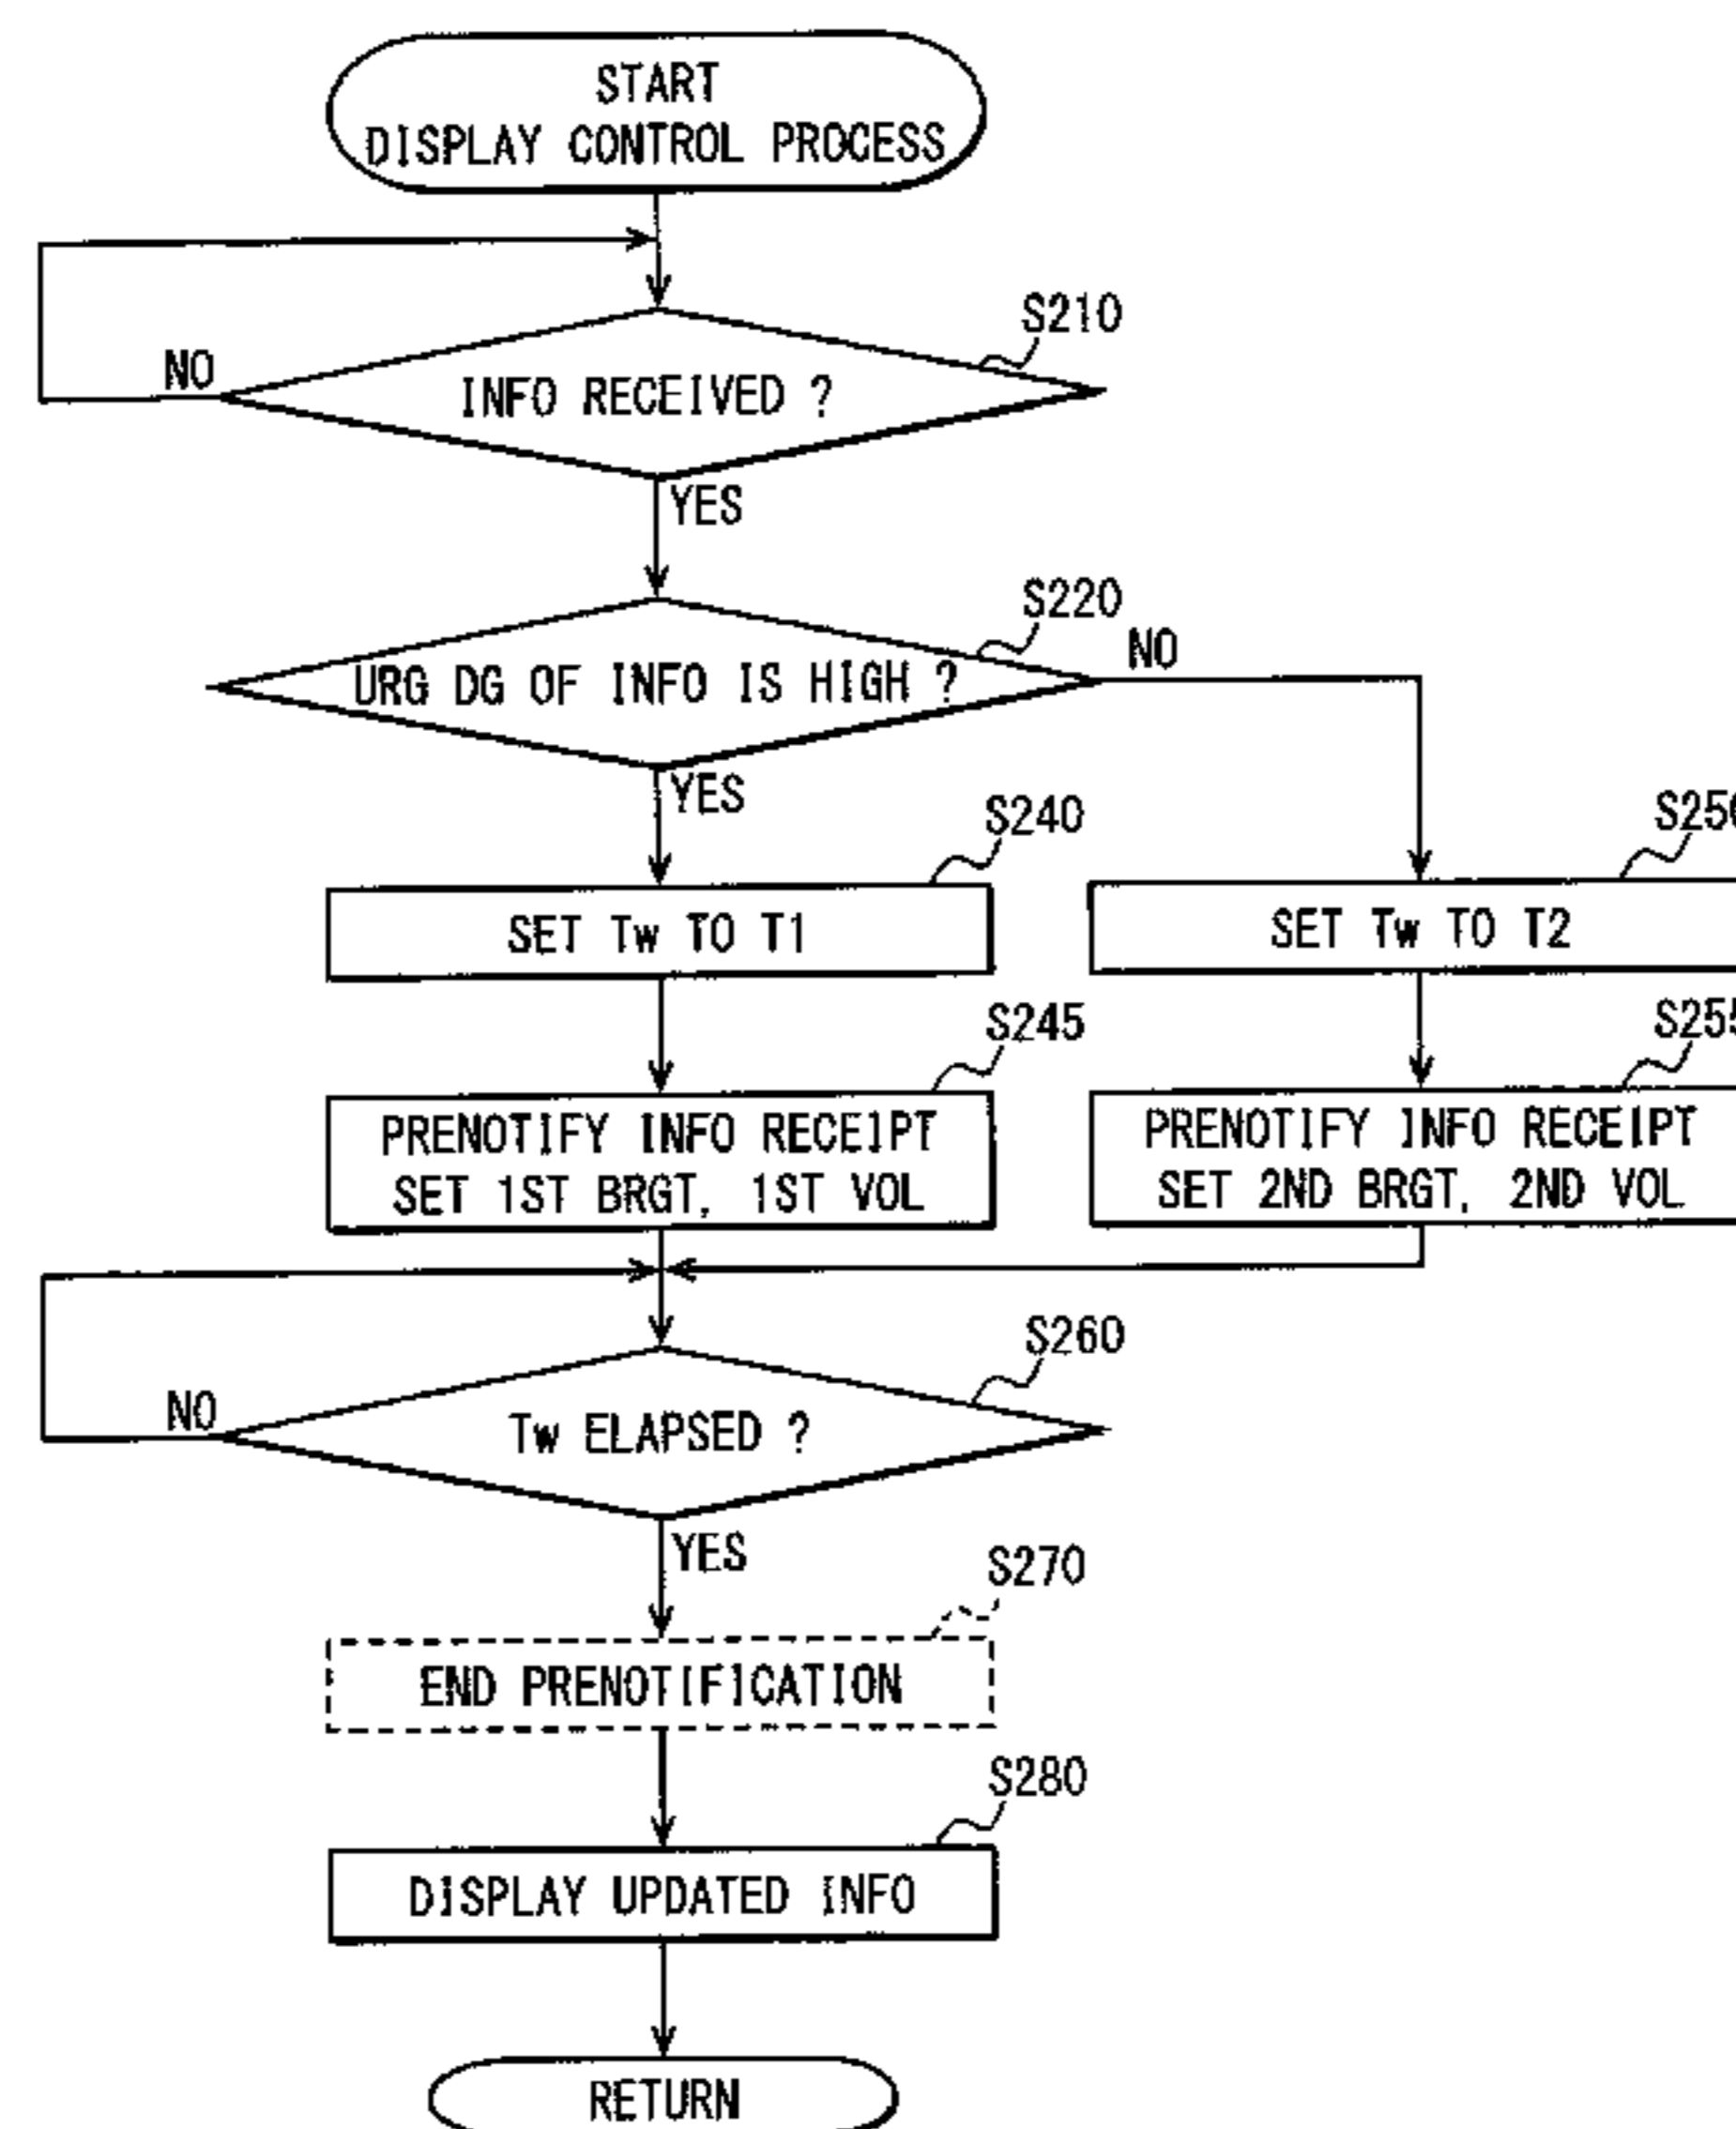 START
DISPLAY CONTROL PROCESS
S210
NO
INFO RECEIVED ?
YES
S220
NO
URG DG OF INFO IS HIGH ?
YES
S240
SET Tw TO T1
S250
SET Tw TO T2
S245
PRENOTIFY INFO RECEIPT
SET 1ST BRGT, 1ST VOL
S255
PRENOTIFY INFO RECEIPT
SET 2ND BRGT, 2ND VOL
S260
NO
Tw ELAPSED ?
YES
S270
END PRENOTIFICATION
S280
DISPLAY UPDATED INFO
RETURN